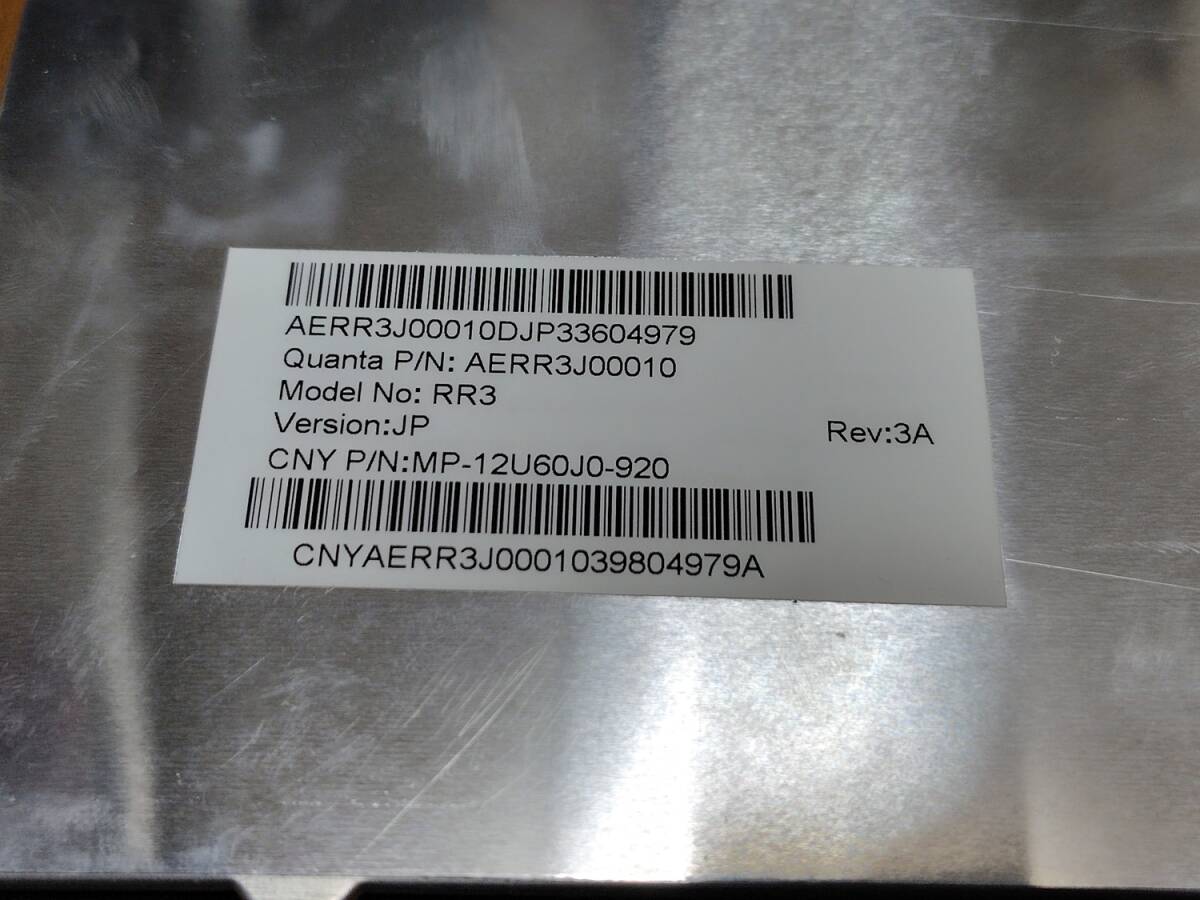 AERR3J00010DJP33604979
Quanta P/N: AERR3J00010
Model No: RR3
Version:JP
Rev:3A
CNY P/N:MP-12U60J0-920
CNYAERR3J0001039804979A